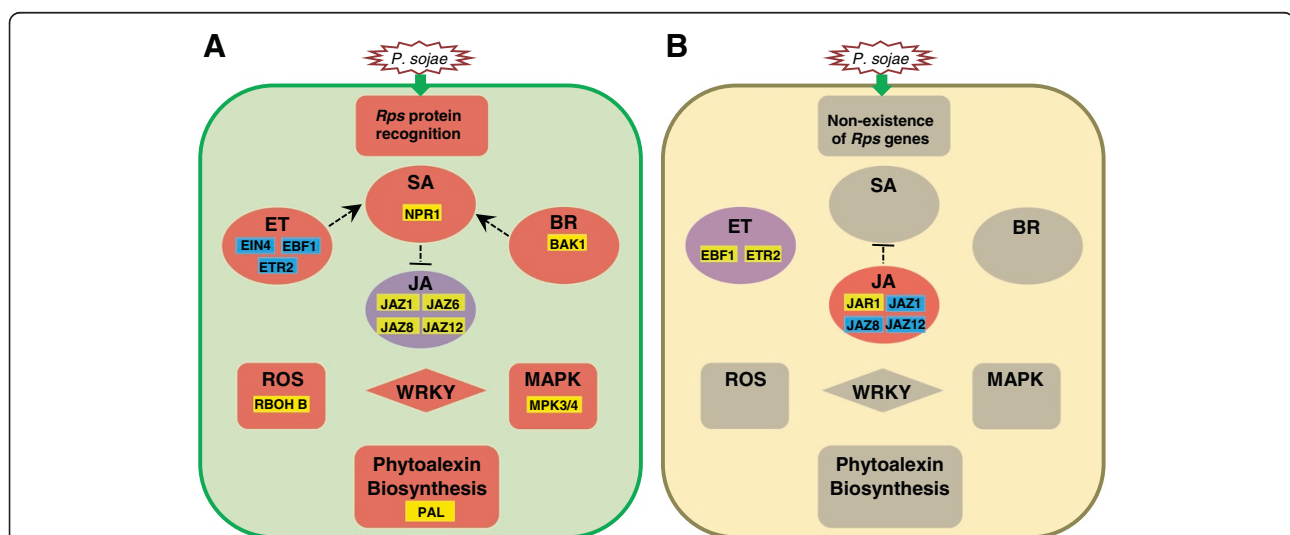 A
P. sojae
Rps protein
recognition
SA
NPR1
ET
EIN4 EBF1
ETR2
BR
BAK1
JA
JAZ1 JAZ6
JAZ8 JAZ12
ROS
RBOH B
WRKY
MAPK
MPK3/4
Phytoalexin
Biosynthesis
PAL
B
P. sojae
Non-existence
of Rps genes
SA
ET
EBF1 ETR2
BR
JA
JAR1 JAZ1
JAZ8 JAZ12
ROS
WRKY
MAPK
Phytoalexin
Biosynthesis